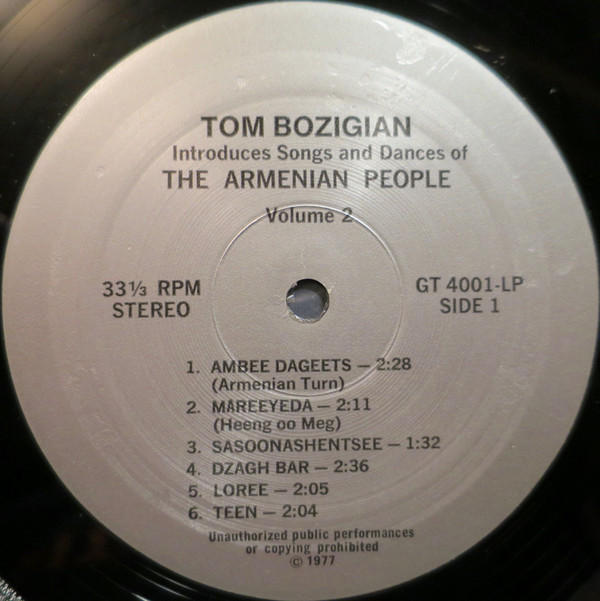 TOM BOZIGIAN
Introduces Songs and Dances of
THE ARMENIAN PEOPLE
Volume 2
33⅓ RPM
STEREO
GT 4001-LP
SIDE 1
1. AMBEE DAGEETS — 2:28
(Armenian Turn)
2. MAREEYEDA — 2:11
(Heeng oo Meg)
3. SASOONASHENTSEE — 1:32
4. DZAGH BAR — 2:36
5. LOREE — 2:05
6. TEEN — 2:04
Unauthorized public performances
or copying prohibited
© 1977